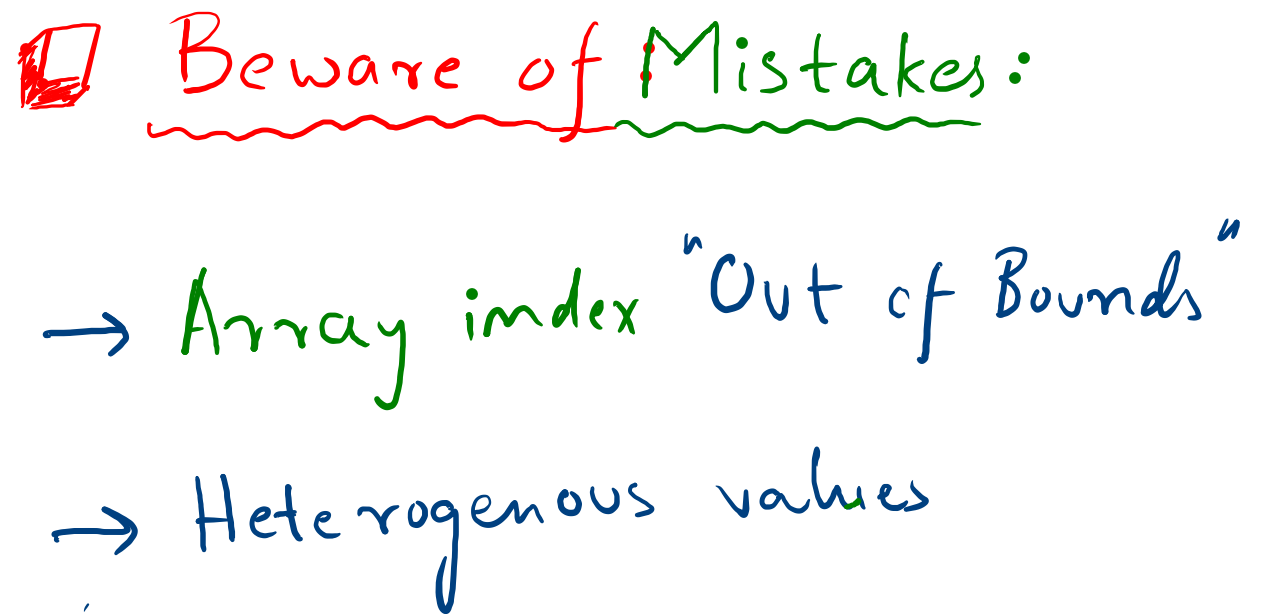 Beware of Mistakes:
→ Array index "Out of Bounds"
→ Heterogenous values